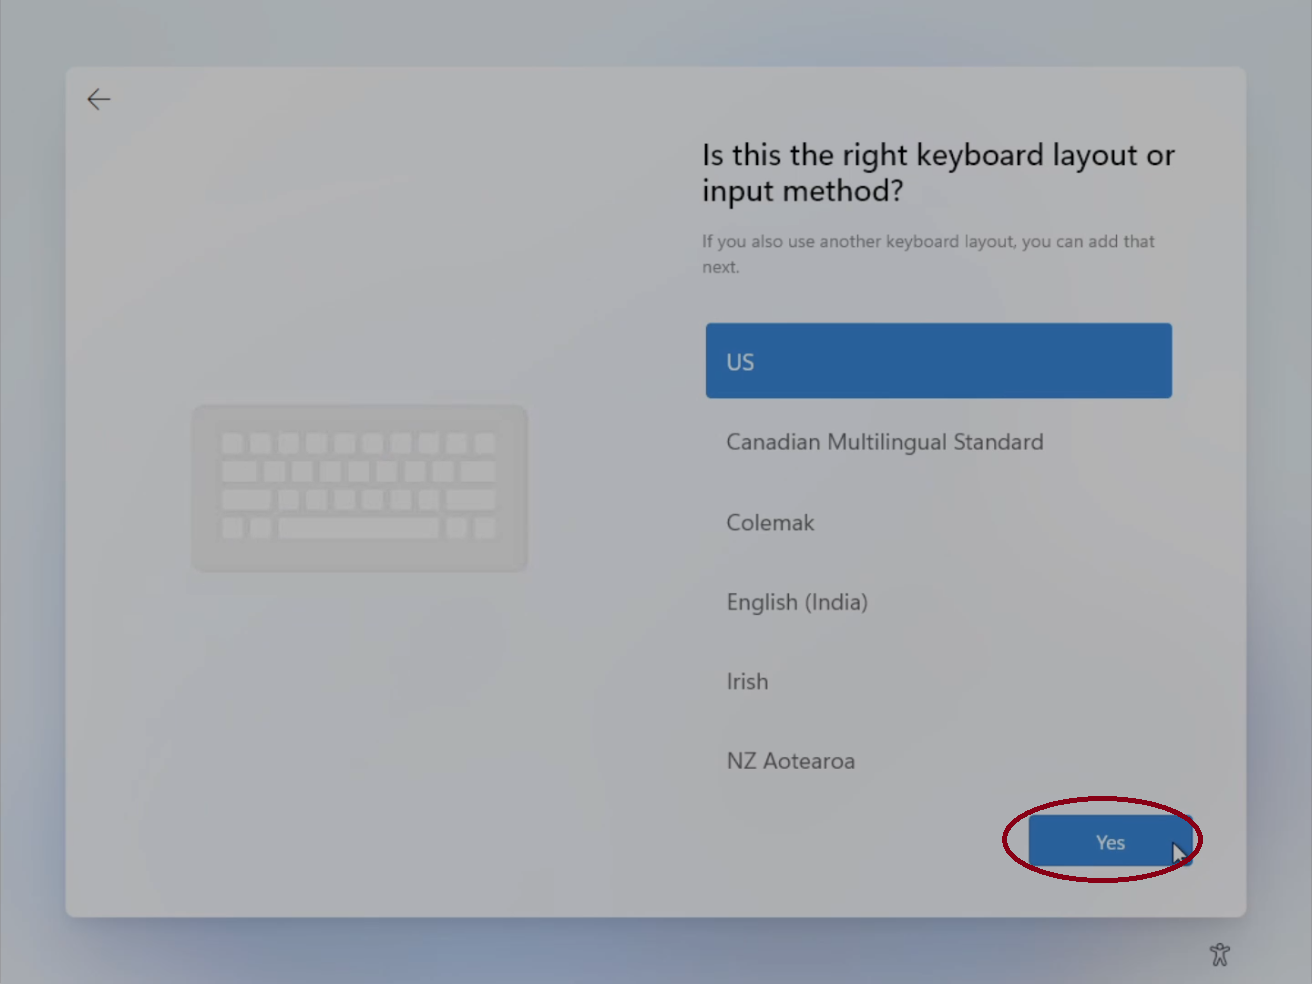 Is this the right keyboard layout or
input method?
If you also use another keyboard layout, you can add that
next.
US
Canadian Multilingual Standard
Colemak
English (India)
Irish
NZ Aotearoa
Yes